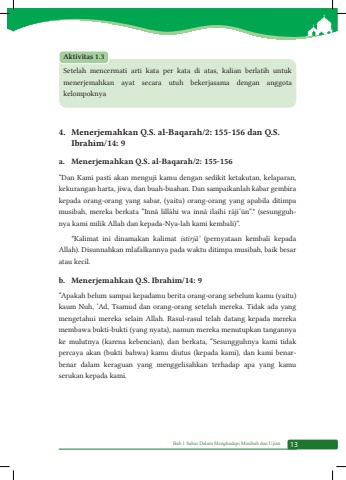 Aktivitas 1.3
Setelah mencermati arti kata per kata di atas, kalian berlatih untuk
menerjemahkan ayat secara utuh bekerjasama dengan anggota
kelompoknya
4. Menerjemahkan Q.S. al-Baqarah/2: 155-156 dan Q.S.
Ibrahim/14: 9
a. Menerjemahkan Q.S. al-Baqarah/2: 155-156
"Dan Kami pasti akan menguji kamu dengan sedikit ketakutan, kelaparan,
kekurangan harta, jiwa, dan buah-buahan. Dan sampaikanlah kabar gembira
kepada orang-orang yang sabar, (yaitu) orang-orang yang apabila ditimpa
musibah, mereka berkata "Innā lillāhi wa innā ilaihi rāji'ūn".* (sesungguh-
nya kami milik Allah dan kepada-Nya-lah kami kembali)".
*Kalimat ini dinamakan kalimat istirjā' (pernyataan kembali kepada
Allah). Disunnahkan mlafalkannya pada waktu ditimpa musibah, baik besar
atau kecil.
b. Menerjemahkan Q.S. Ibrahim/14: 9
"Apakah belum sampai kepadamu berita orang-orang sebelum kamu (yaitu)
kaum Nuh, 'Ad, Tsamud dan orang-orang setelah mereka. Tidak ada yang
mengetahui mereka selain Allah. Rasul-rasul telah datang kepada mereka
membawa bukti-bukti (yang nyata), namun mereka menutupkan tangannya
ke mulutnya (karena kebencian), dan berkata, "Sesungguhnya kami tidak
percaya akan (bukti bahwa) kamu diutus (kepada kami), dan kami benar-
benar dalam keraguan yang menggelisahkan terhadap apa yang kamu
serukan kepada kami.
Bab 1 Sabar Dalam Menghadapi Musibah dan Ujian 13